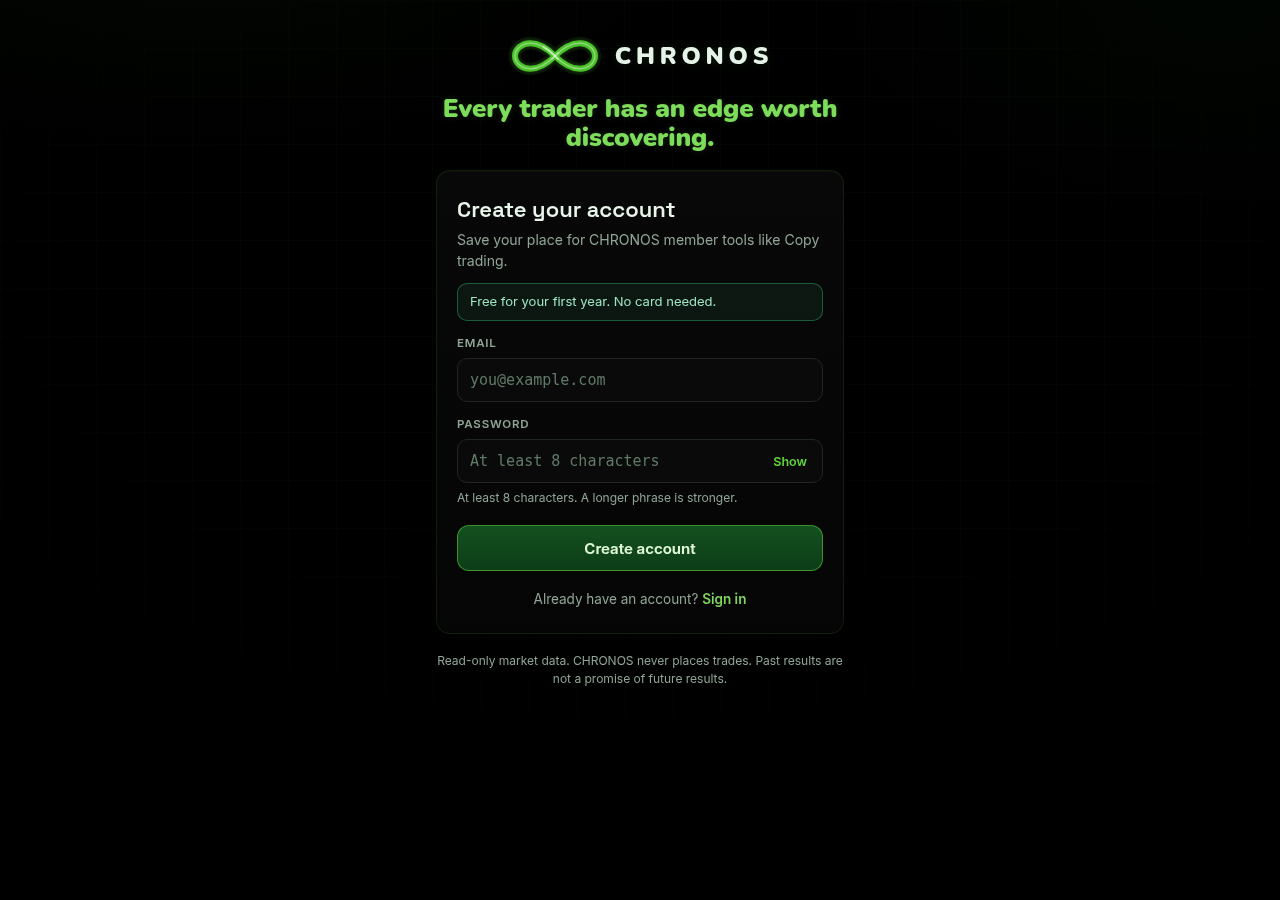 CHRONOS
Every trader has an edge worth
discovering.
Create your account
Save your place for CHRONOS member tools like Copy
trading.
Free for your first year. No card needed.
EMAIL
you@example.com
PASSWORD
At least 8 characters
Show
At least 8 characters. A longer phrase is stronger.
Create account
Already have an account? Sign in
Read-only market data. CHRONOS never places trades. Past results are
not a promise of future results.